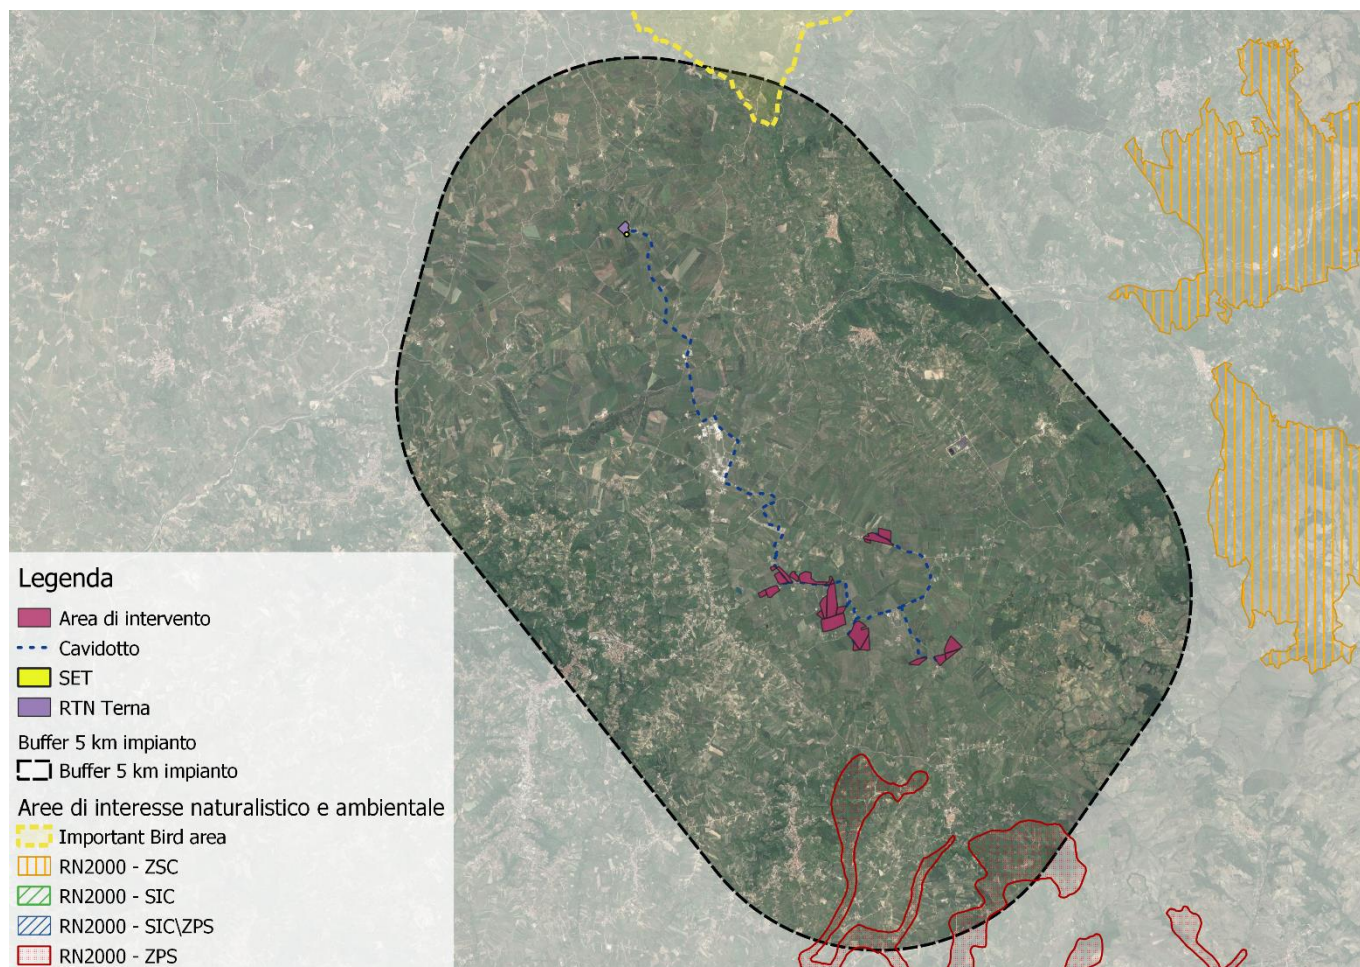 Legenda
Area di intervento
Cavidotto
SET
RTN Terna
Buffer 5 km impianto
Buffer 5 km impianto
Aree di interesse naturalistico e ambientale
Important Bird area
RN2000 - ZSC
RN2000 - SIC
RN2000 - SIC\ZPS
RN2000 - ZPS